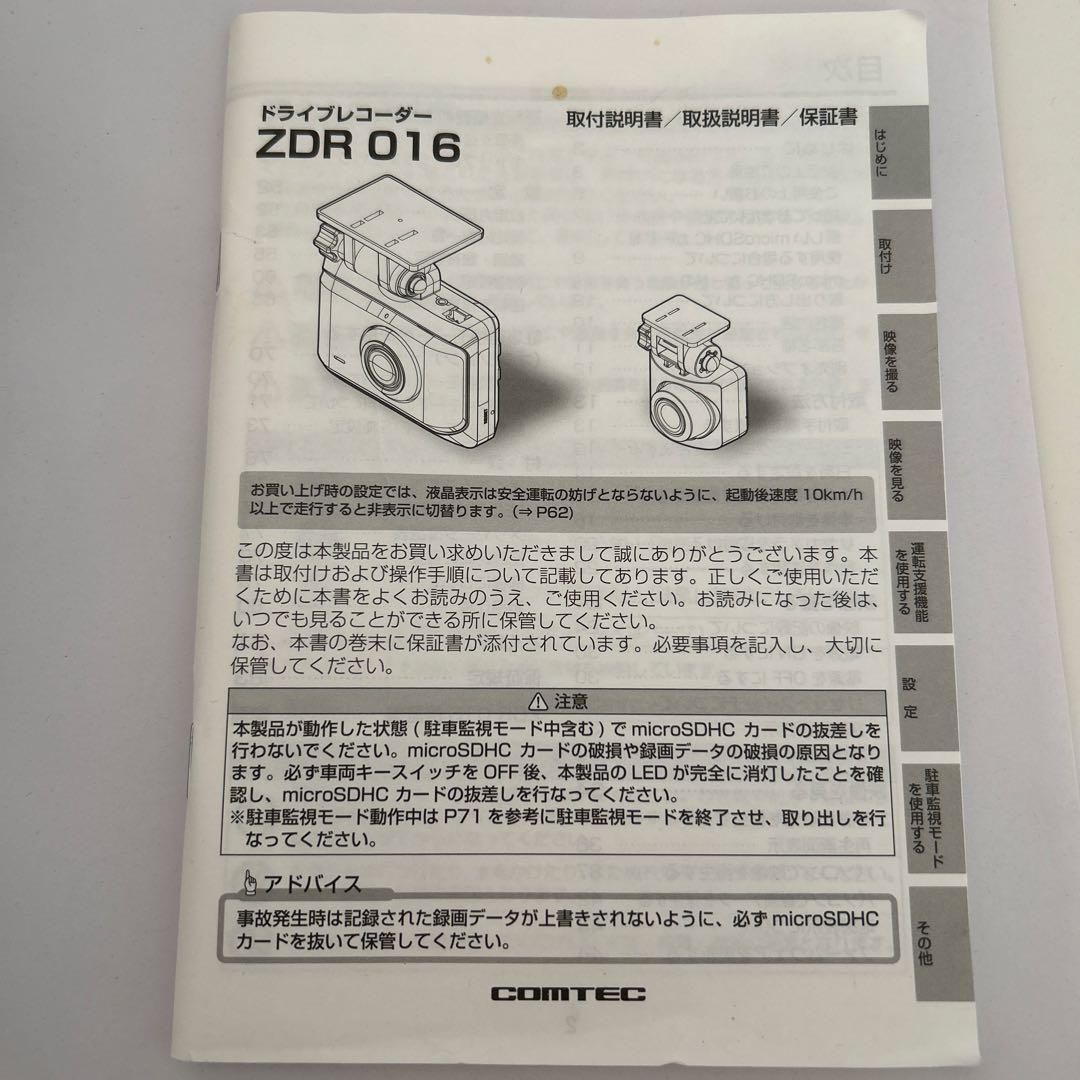 ドライブレコーダー
ZDR 016
取付説明書／取扱説明書／保証書
お買い上げ時の設定では、液晶表示は安全運転の妨げとならないように、起動後速度 10km/h
以上で走行すると非表示に切替ります。(⇒ P62)
この度は本製品をお買い求めいただきまして誠にありがとうございます。本
書は取付けおよび操作手順について記載してあります。正しくご使用いただ
くために本書をよくお読みのうえ、ご使用ください。お読みになった後は、
いつでも見ることができる所に保管してください。
なお、本書の巻末に保証書が添付されています。必要事項を記入し、大切に
保管してください。
注意
本製品が動作した状態 ( 駐車監視モード中含む ) で microSDHC カードの抜差しを
行わないでください。microSDHC カードの破損や録画データの破損の原因となり
ます。必ず車両キースイッチを OFF 後、本製品の LED が完全に消灯したことを確
認し、microSDHC カードの抜差しを行なってください。
※駐車監視モード動作中は P71 を参考に駐車監視モードを終了させ、取り出しを行
なってください。
アドバイス
事故発生時は記録された録画データが上書きされないように、必ず microSDHC
カードを抜いて保管してください。
COMTEC
はじめに
取付け
映像を撮る
映像を見る
運転支援機能
を使用する
設 定
駐車監視モード
を使用する
その他